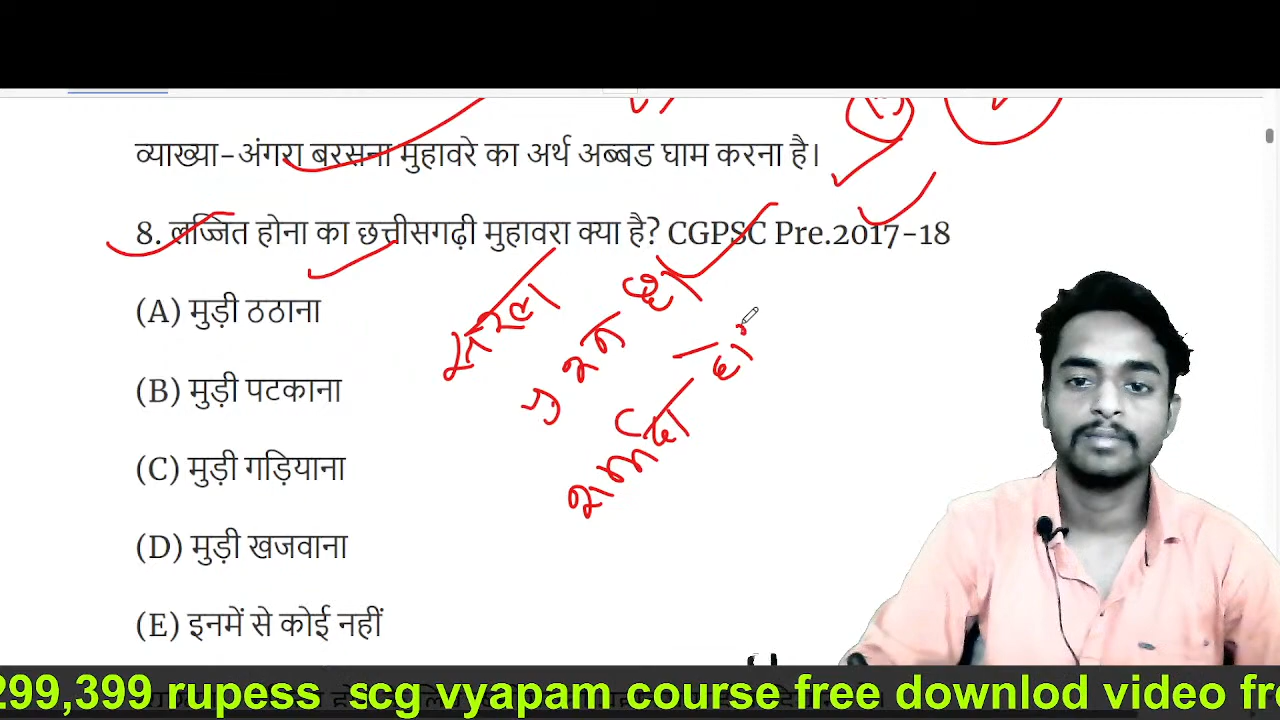 व्याख्या-अंगरा बरसना मुहावरे का अर्थ अब्बड घाम करना है।
8. लज्जित होना का छत्तीसगढ़ी मुहावरा क्या है? CGPSC Pre.2017-18
(A) मुड़ी ठठाना
(B) मुड़ी पटकाना
(C) मुड़ी गड़ियाना
(D) मुड़ी खजवाना
(E) इनमें से कोई नहीं
299,399 rupess scg vyapam course free downlod video fr